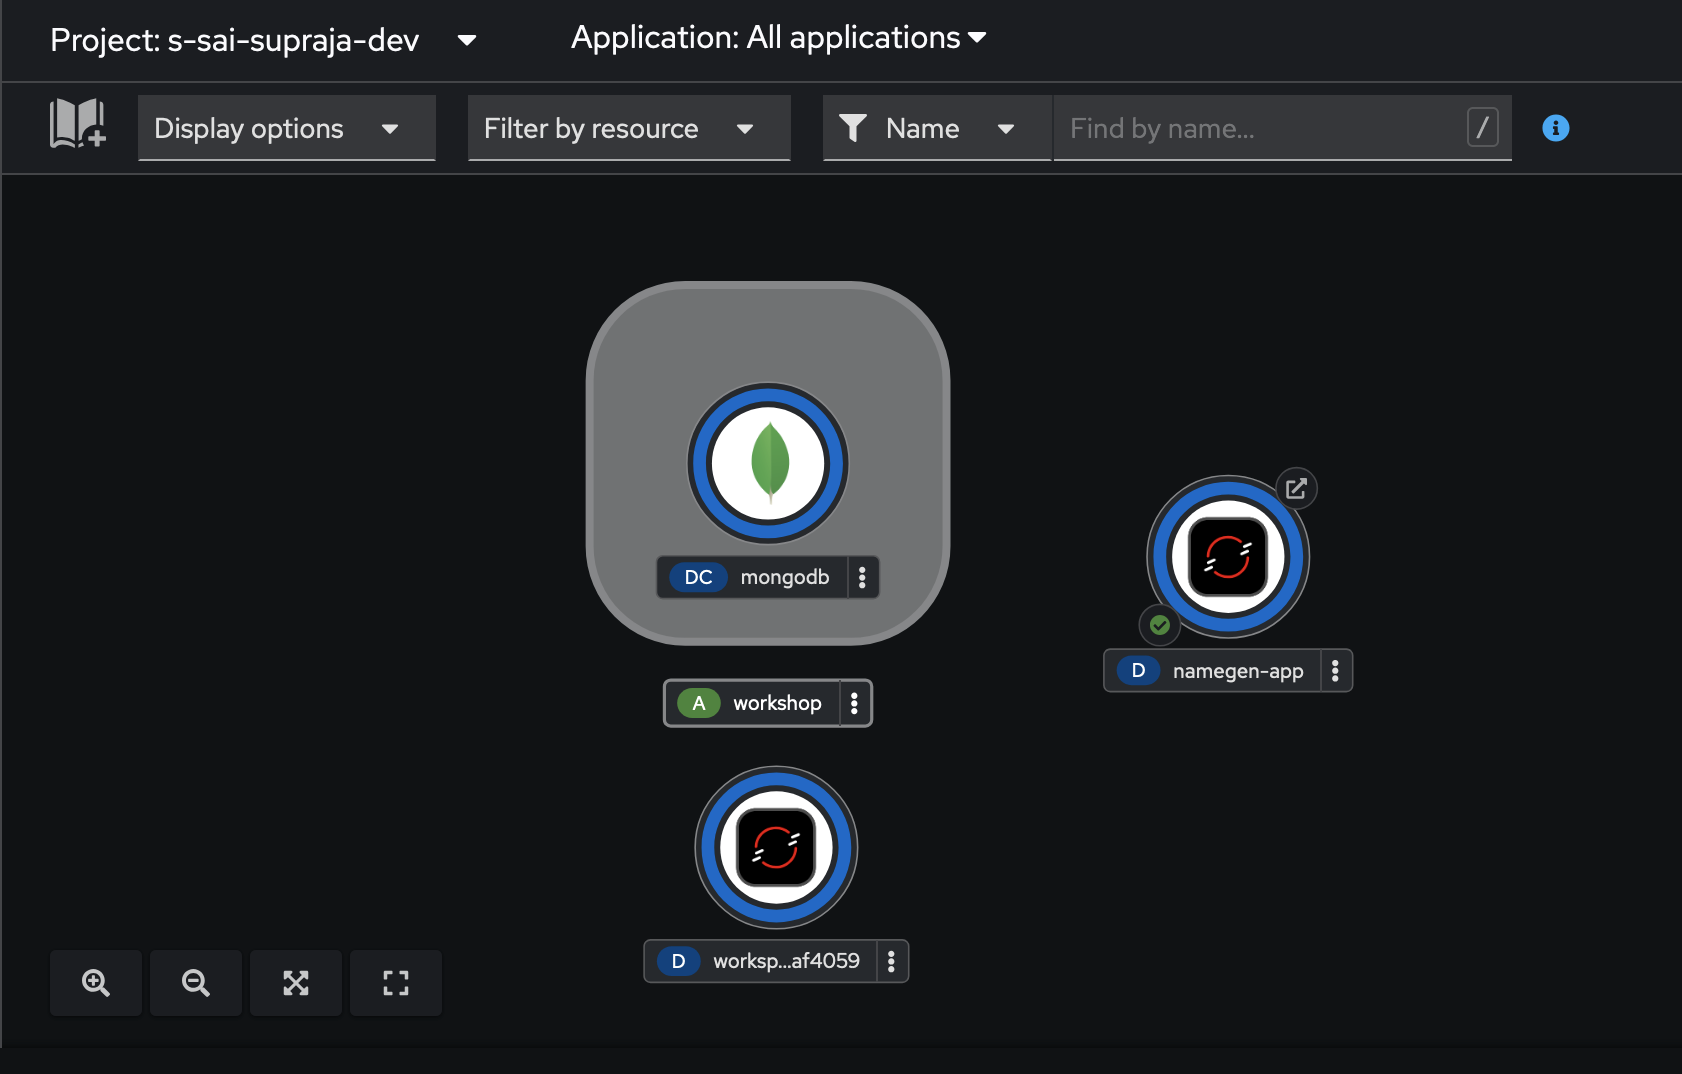 Project: s-sai-supraja-dev
Application: All applications
Display options
Filter by resource
Name
Find by name...
/
DC mongodb
D namegen-app
A workshop
D worksp...af4059